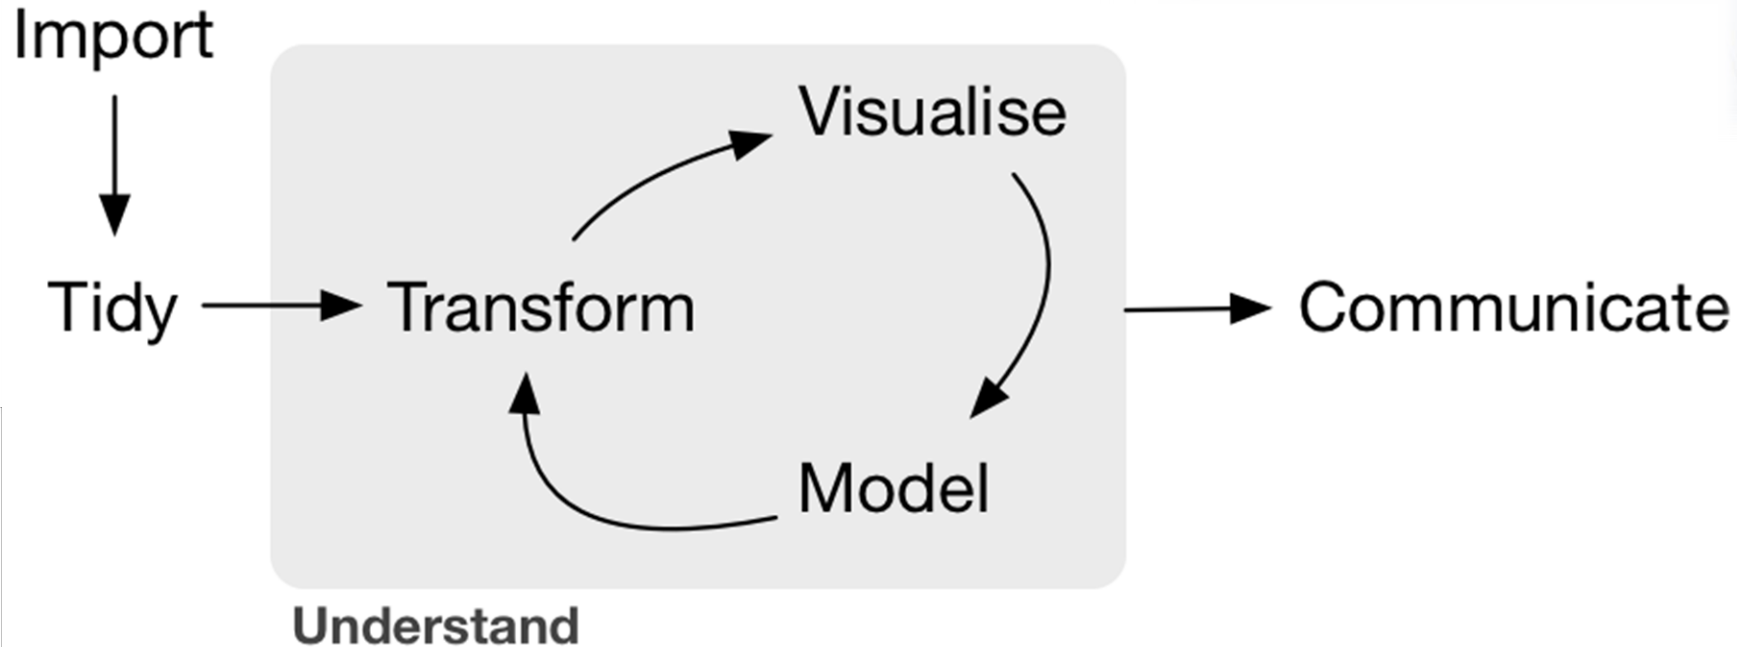 Import
Tidy
Transform
Visualise
Model
Communicate
Understand